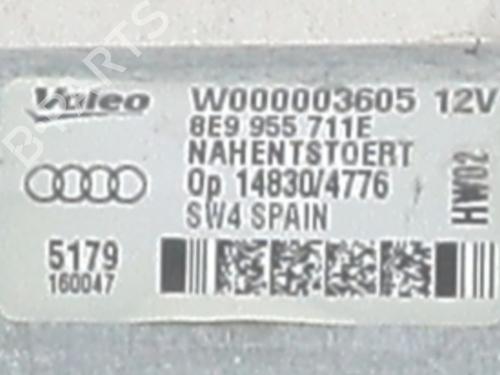 Valeo W000003605 12V
8E9 955 711E
NAHENTSTOERT
Op 14830/4776
SW4 SPAIN
HW02
5179
160047